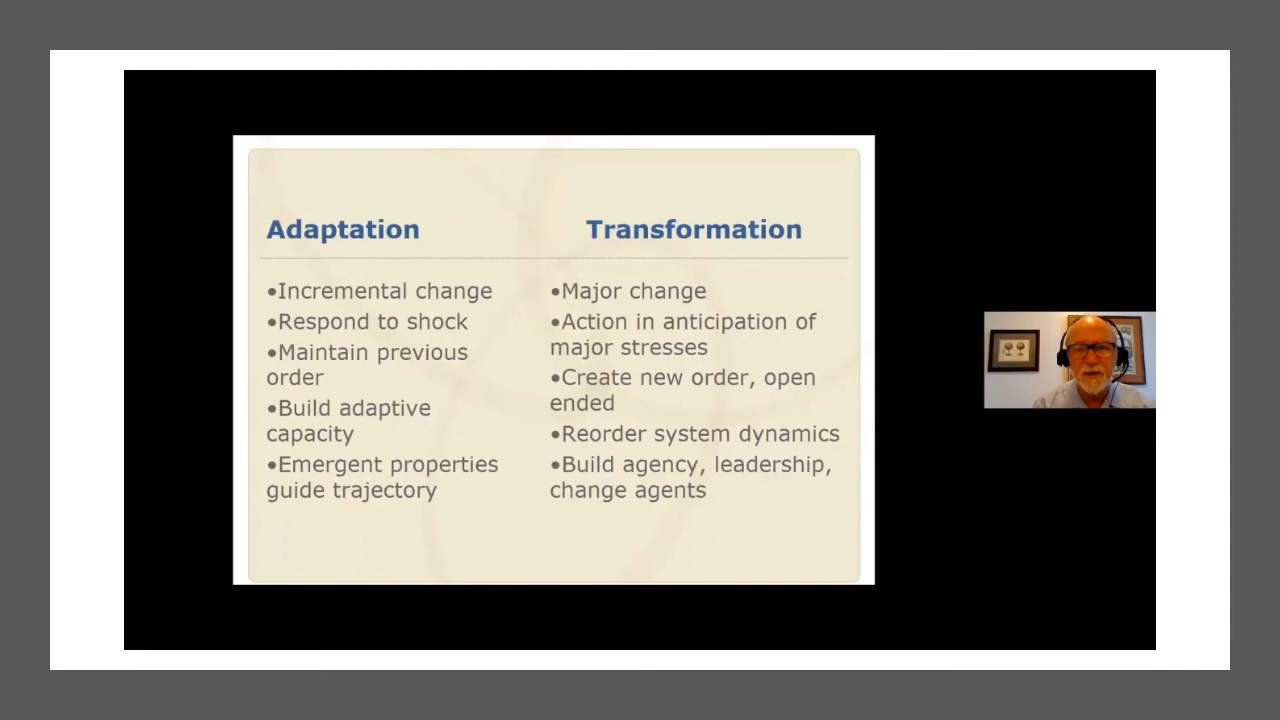 Adaptation
•Incremental change
•Respond to shock
•Maintain previous
order
•Build adaptive
capacity
•Emergent properties
guide trajectory
Transformation
•Major change
•Action in anticipation of
major stresses
•Create new order, open
ended
•Reorder system dynamics
•Build agency, leadership,
change agents